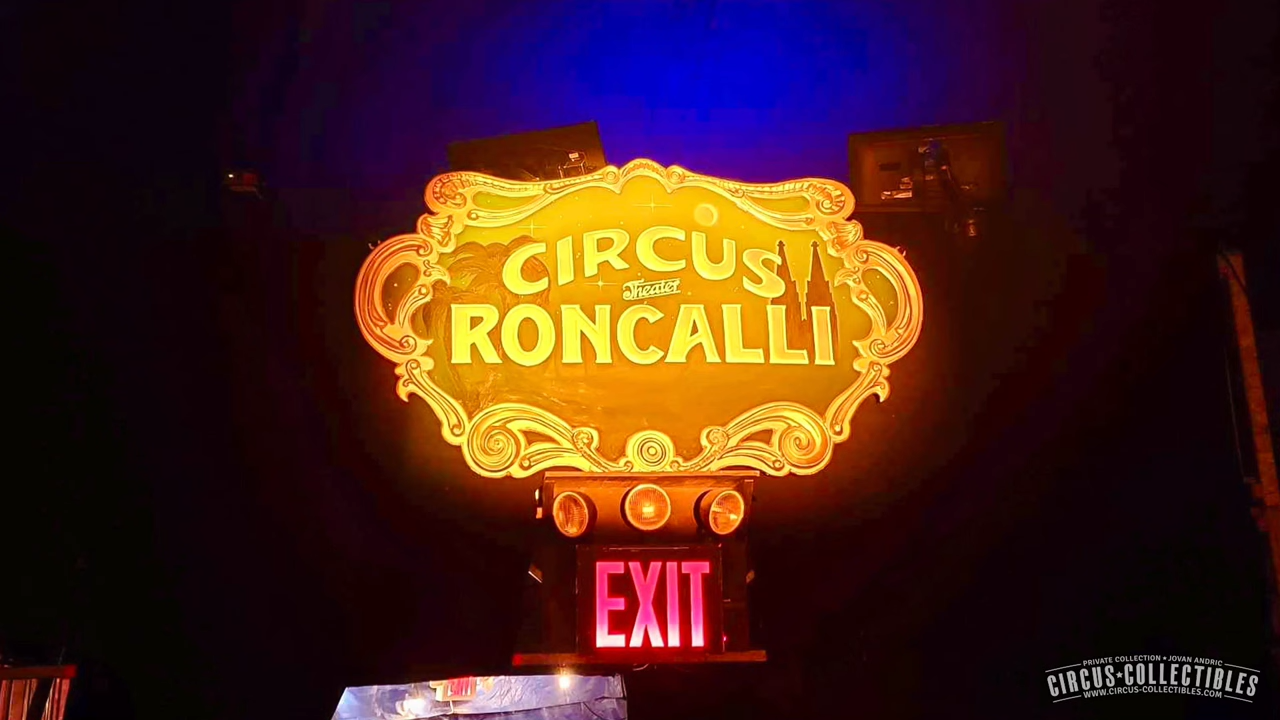 CIRCUS
Theater
RONCALLI
EXIT
PRIVATE COLLECTION ★ JOVAN ANDRIC
CIRCUS★COLLECTIBLES
WWW.CIRCUS-COLLECTIBLES.COM